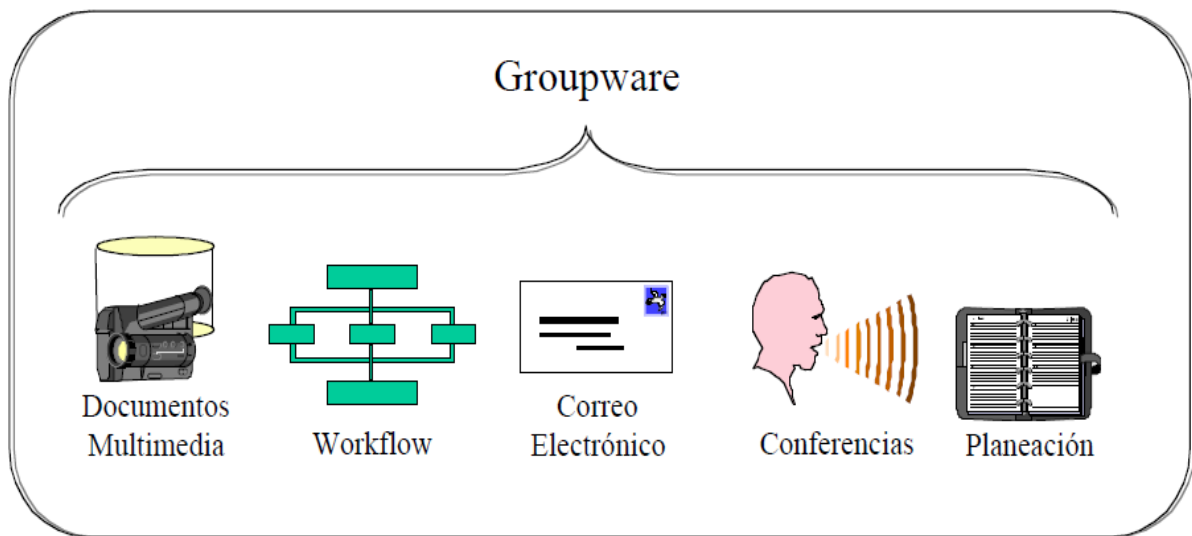 Groupware
Documentos
Multimedia
Workflow
Correo
Electrónico
Conferencias
Planeación